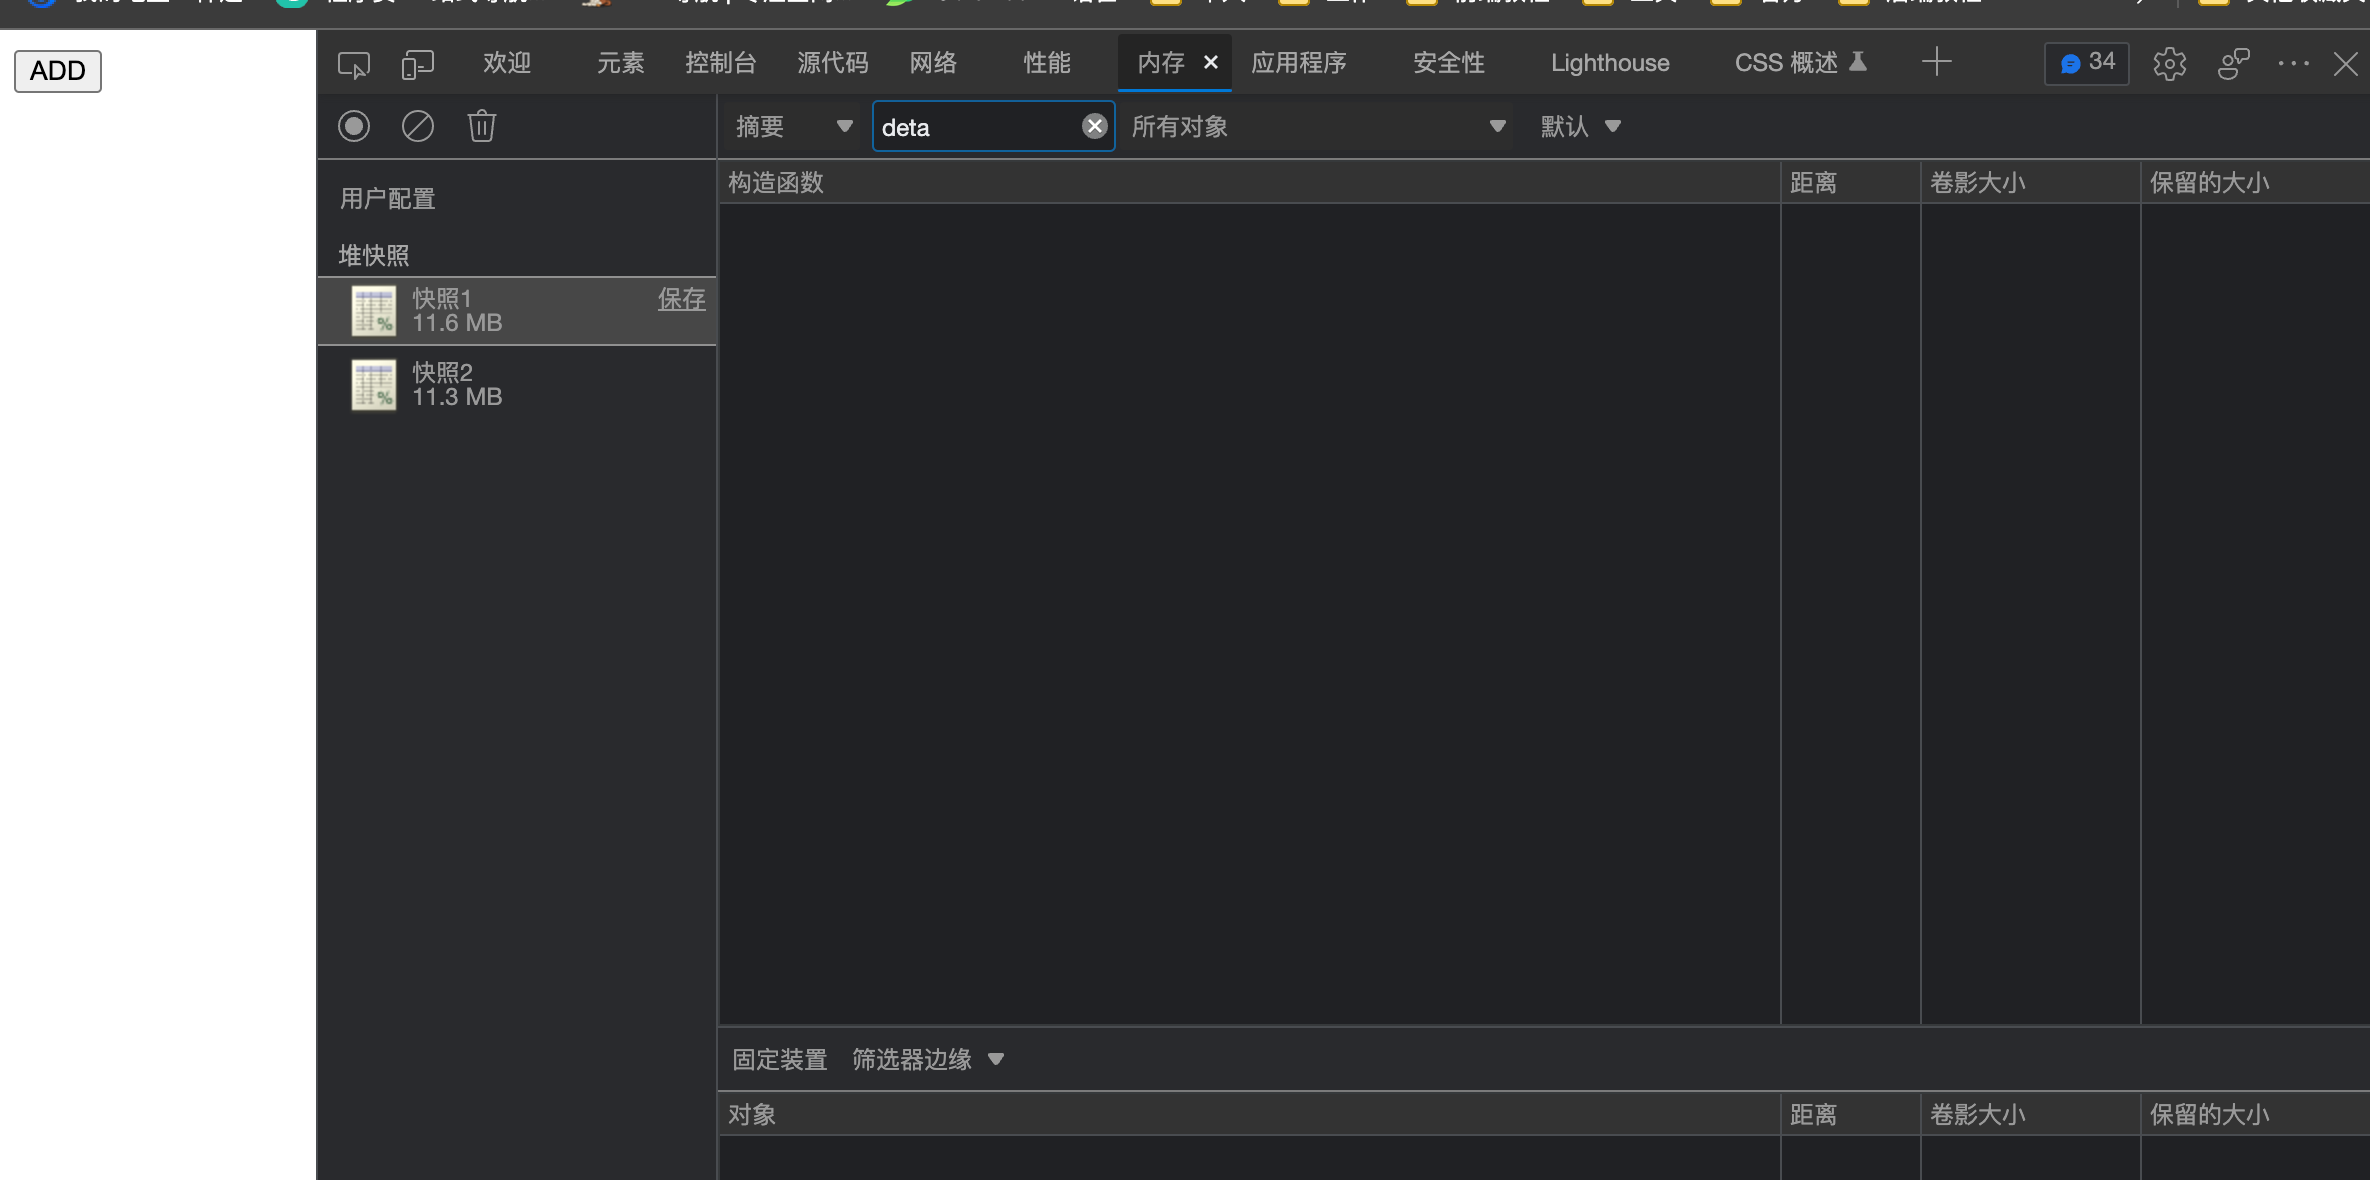 ADD
欢迎 元素 控制台 源代码 网络 性能 内存 应用程序 安全性 Lighthouse CSS 概述 34
摘要 deta 所有对象 默认
构造函数 距离 卷影大小 保留的大小
用户配置
堆快照
快照1 保存
11.6 MB
快照2
11.3 MB
固定装置 筛选器边缘
对象 距离 卷影大小 保留的大小